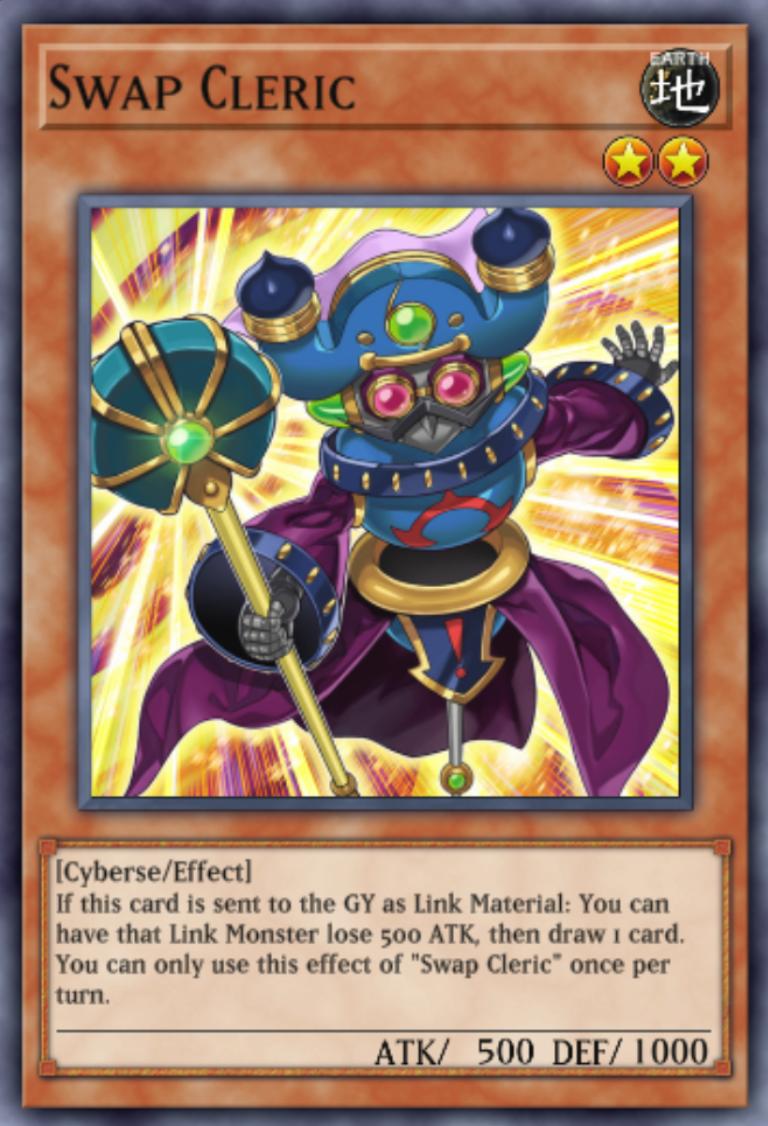 Swap Cleric
EARTH
地
[Cyberse/Effect]
If this card is sent to the GY as Link Material: You can
have that Link Monster lose 500 ATK, then draw 1 card.
You can only use this effect of "Swap Cleric" once per
turn.
ATK/ 500 DEF/ 1000